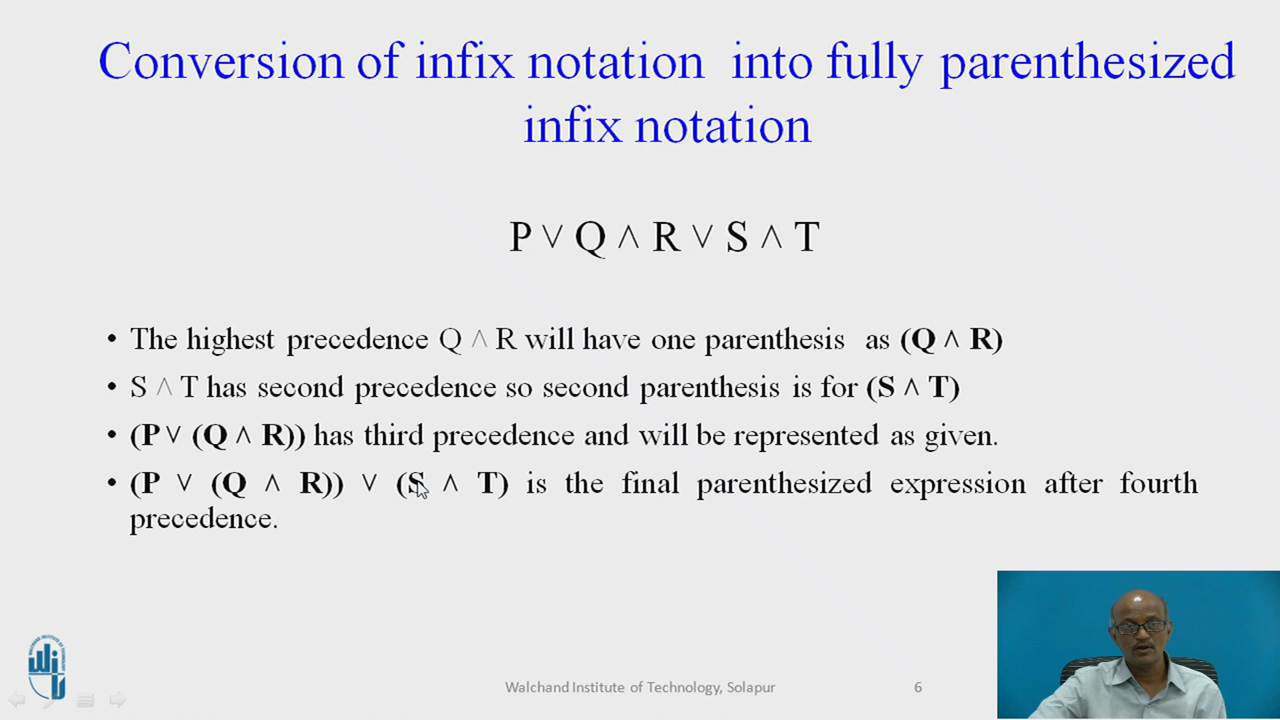 Conversion of infix notation into fully parenthesized
infix notation
P ∨ Q ∧ R ∨ S ∧ T
• The highest precedence Q ∧ R will have one parenthesis as (Q ∧ R)
• S ∧ T has second precedence so second parenthesis is for (S ∧ T)
• (P ∨ (Q ∧ R)) has third precedence and will be represented as given.
• (P ∨ (Q ∧ R)) ∨ (S ∧ T) is the final parenthesized expression after fourth
precedence.
Walchand Institute of Technology, Solapur 6